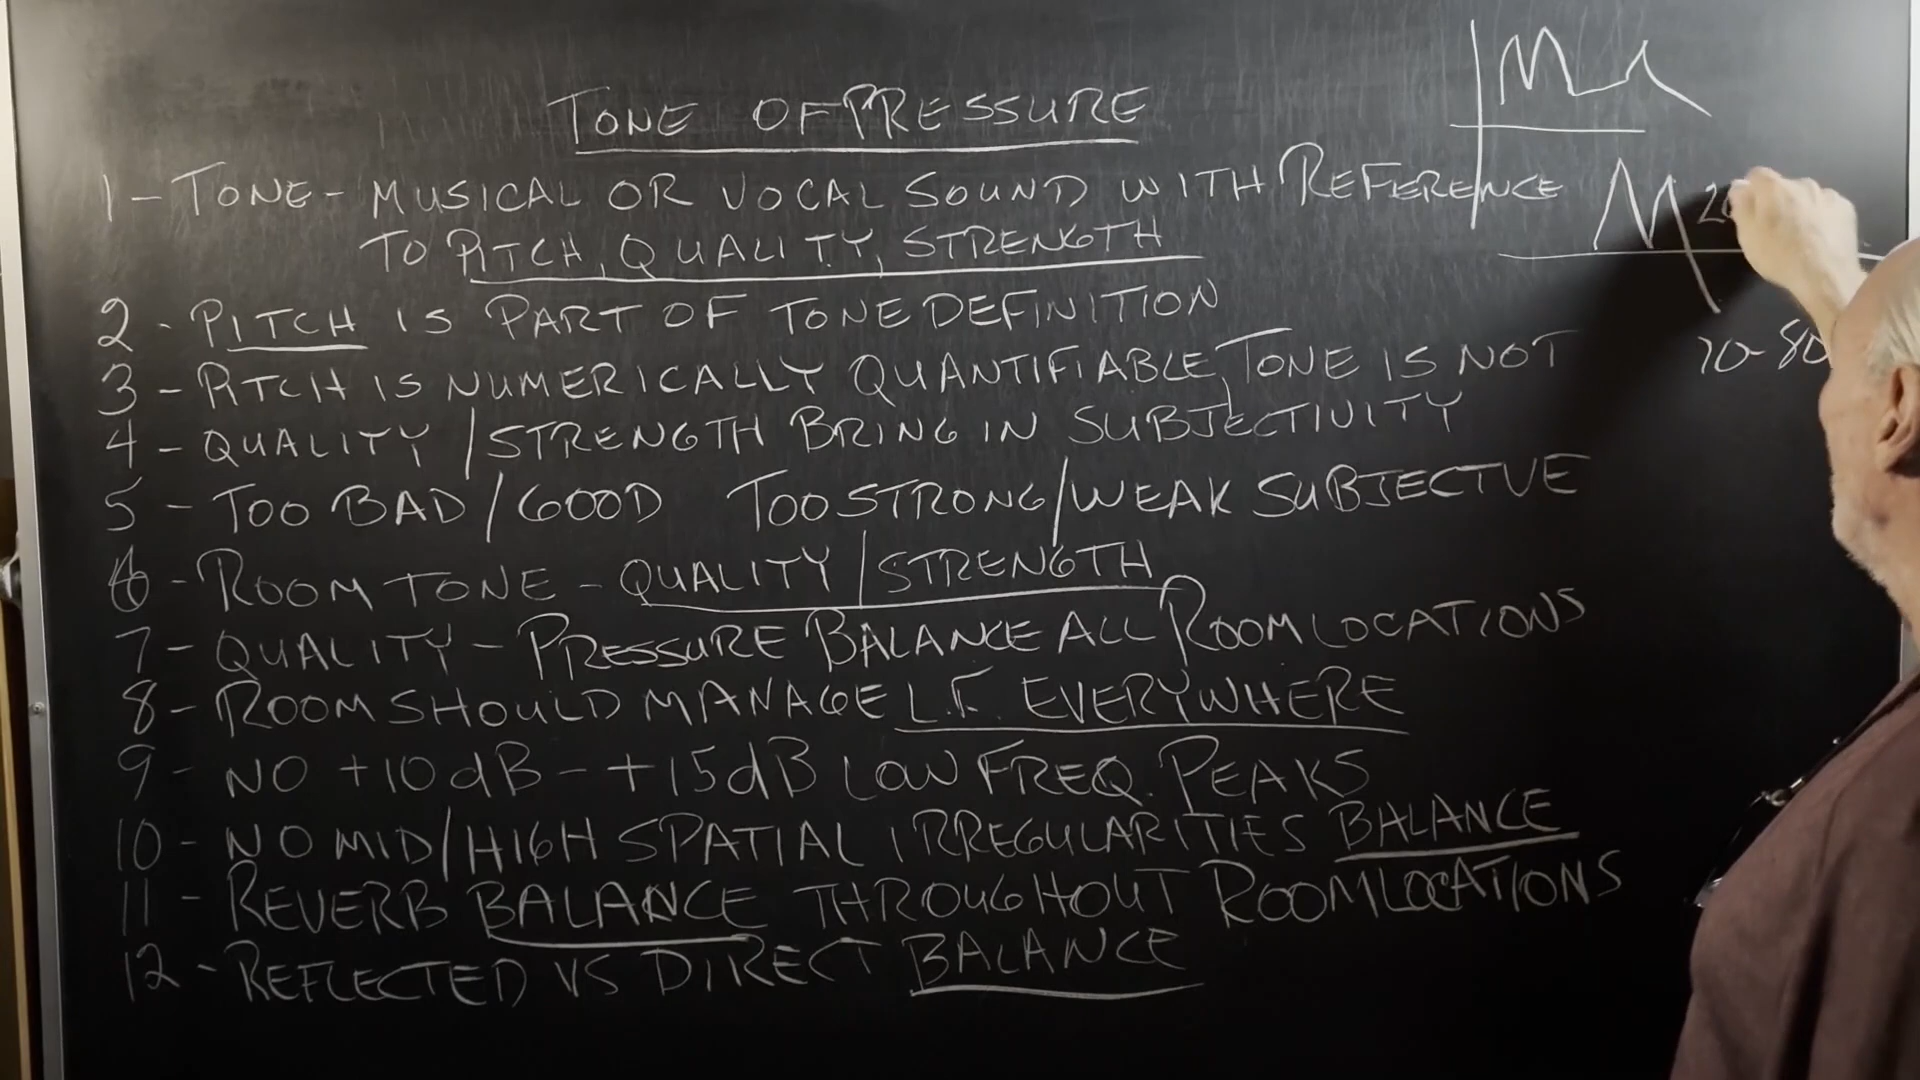 TONE OF PRESSURE
1 - TONE - MUSICAL OR VOCAL SOUND WITH REFERENCE
TO PITCH, QUALITY, STRENGTH
2 - PITCH IS PART OF TONE DEFINITION
3 - PITCH IS NUMERICALLY QUANTIFIABLE, TONE IS NOT
4 - QUALITY / STRENGTH BRING IN SUBJECTIVITY
5 - TOO BAD / GOOD TOO STRONG / WEAK SUBJECTVE
6 - ROOM TONE - QUALITY / STRENGTH
7 - QUALITY - PRESSURE BALANCE ALL ROOM LOCATIONS
8 - ROOM SHOULD MANAGE L.F. EVERYWHERE
9 - NO +10dB - +15dB LOW FREQ. PEAKS
10 - NO MID/HIGH SPATIAL IRREGULARITIES BALANCE
11 - REVERB BALANCE THROUGHOUT ROOM LOCATIONS
12 - REFLECTED VS DIRECT BALANCE